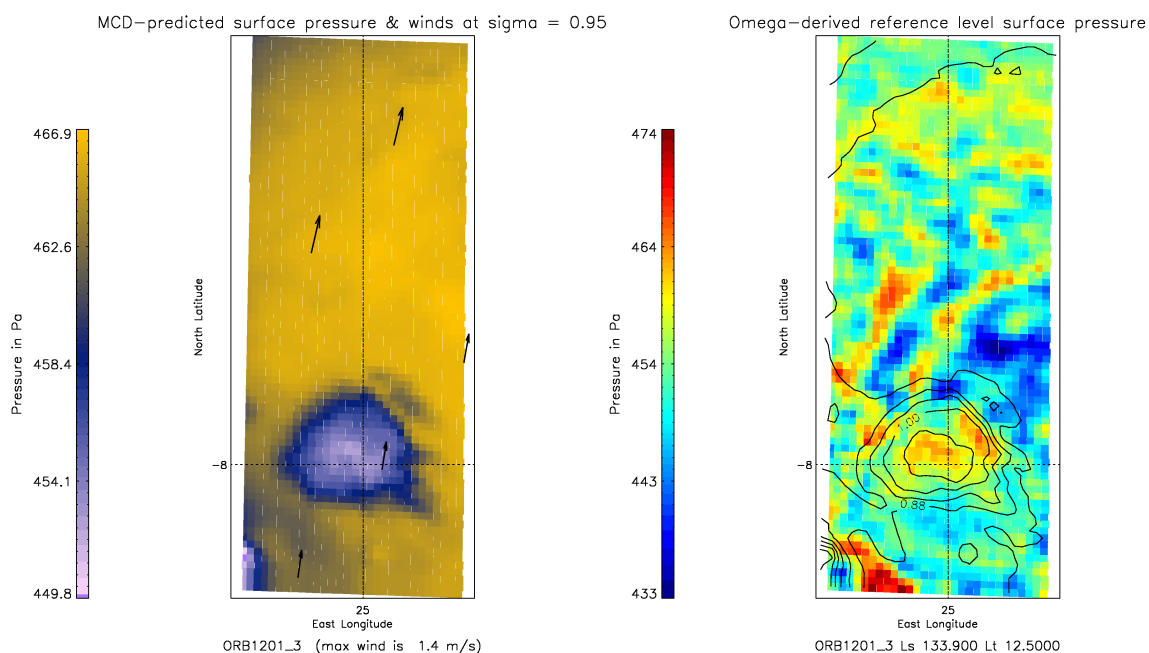 MCD-predicted surface pressure & winds at sigma = 0.95
466.9
462.6
458.4
454.1
449.8
Pressure in Pa
North Latitude
-8
25
East Longitude
ORB1201_3 (max wind is 1.4 m/s)
Omega-derived reference level surface pressure
474
464
454
443
433
Pressure in Pa
North Latitude
-8
1.00
0.88
25
East Longitude
ORB1201_3 Ls 133.900 Lt 12.5000